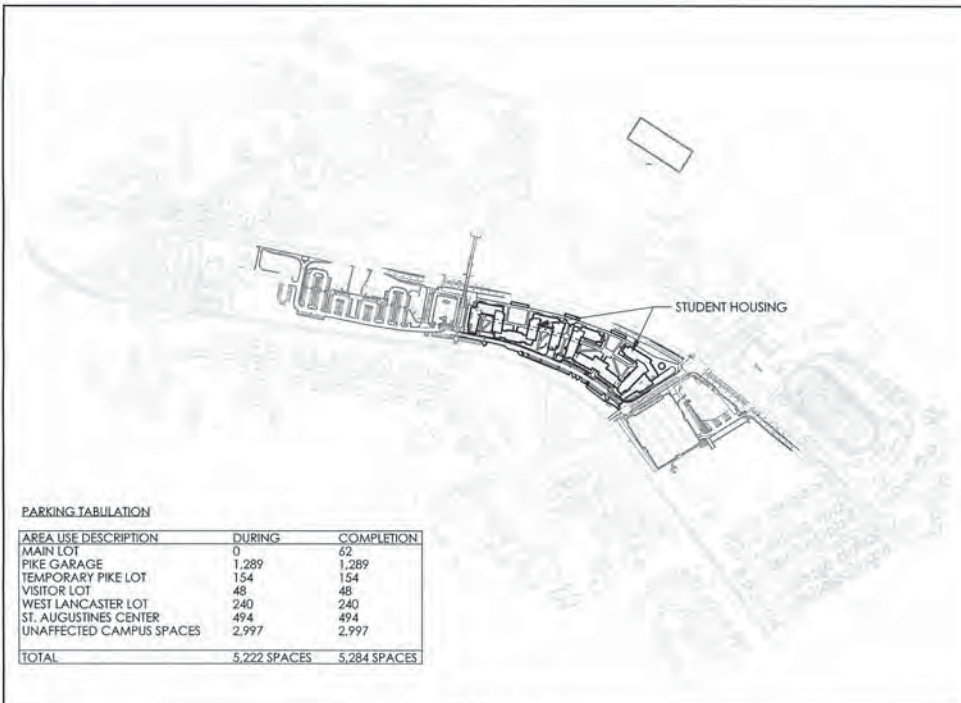 STUDENT HOUSING
PARKING TABULATION
AREA USE DESCRIPTION DURING COMPLETION
MAIN LOT 0 62
PIKE GARAGE 1,289 1,289
TEMPORARY PIKE LOT 154 154
VISITOR LOT 48 48
WEST LANCASTER LOT 240 240
ST. AUGUSTINES CENTER 494 494
UNAFFECTED CAMPUS SPACES 2,997 2,997
TOTAL 5,222 SPACES 5,284 SPACES